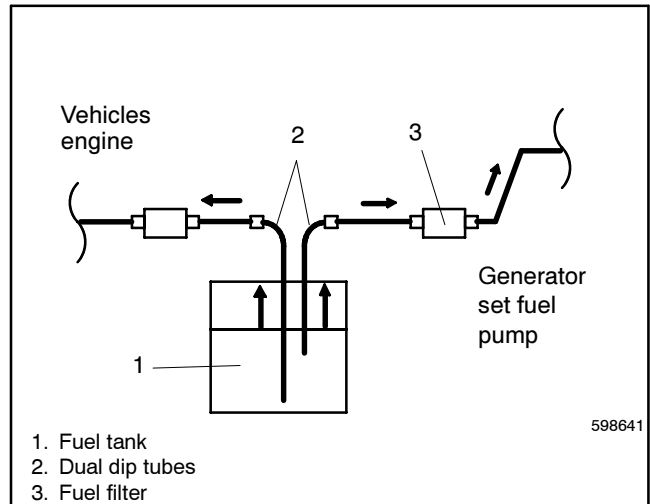 Vehicles
engine
2
3
Generator
set fuel
pump
1
598641
1. Fuel tank
2. Dual dip tubes
3. Fuel filter